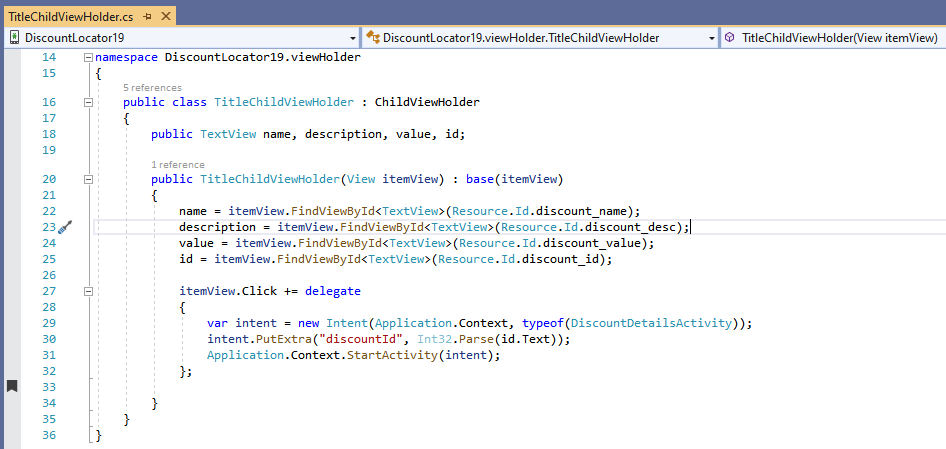 TitleChildViewHolder.cs
DiscountLocator19 DiscountLocator19.viewHolder.TitleChildViewHolder TitleChildViewHolder(View itemView)
14 namespace DiscountLocator19.viewHolder
15 {
5 references
16 public class TitleChildViewHolder : ChildViewHolder
17 {
18 public TextView name, description, value, id;
19
1 reference
20 public TitleChildViewHolder(View itemView) : base(itemView)
21 {
22 name = itemView.FindViewById<TextView>(Resource.Id.discount_name);
23 description = itemView.FindViewById<TextView>(Resource.Id.discount_desc);
24 value = itemView.FindViewById<TextView>(Resource.Id.discount_value);
25 id = itemView.FindViewById<TextView>(Resource.Id.discount_id);
26
27 itemView.Click += delegate
28 {
29 var intent = new Intent(Application.Context, typeof(DiscountDetailsActivity));
30 intent.PutExtra("discountId", Int32.Parse(id.Text));
31 Application.Context.StartActivity(intent);
32 };
33
34 }
35 }
36 }